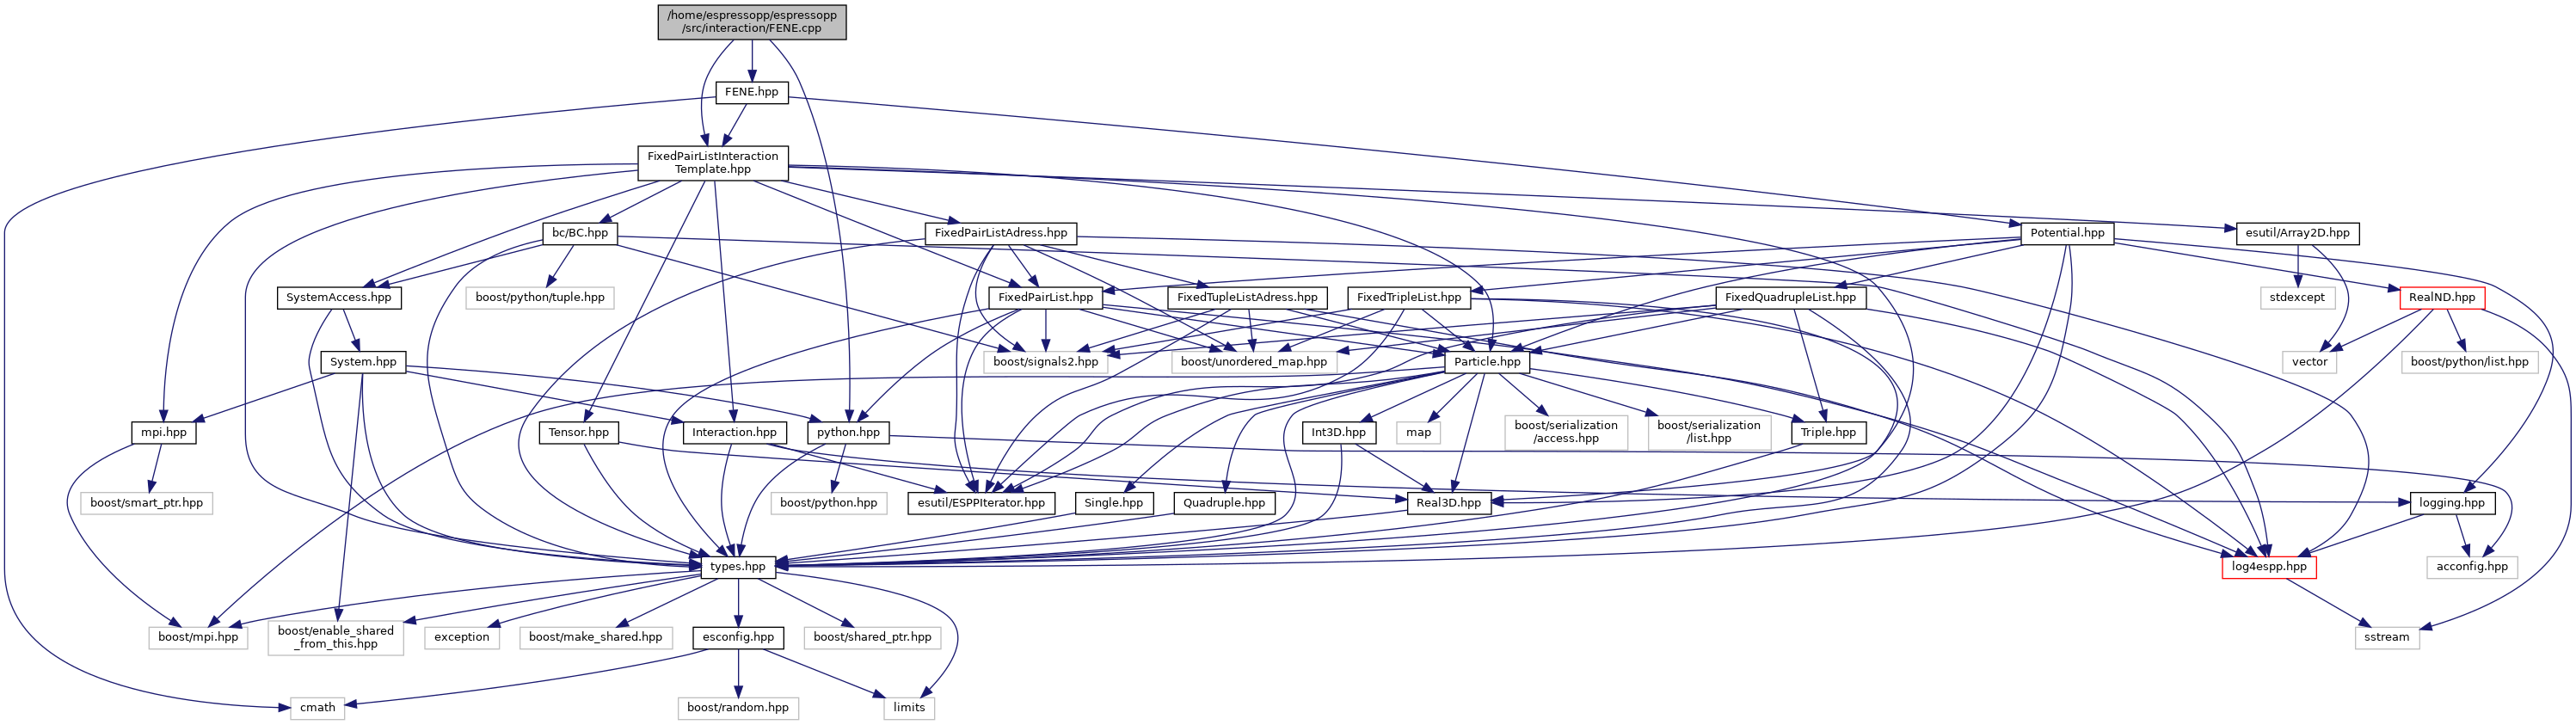 /home/espressopp/espressopp
/src/interaction/FENE.cpp
FENE.hpp
FixedPairListInteraction
Template.hpp
bc/BC.hpp
FixedPairListAdress.hpp
Potential.hpp
esutil/Array2D.hpp
SystemAccess.hpp
boost/python/tuple.hpp
FixedPairList.hpp
FixedTupleListAdress.hpp
FixedTripleList.hpp
FixedQuadrupleList.hpp
stdexcept
RealND.hpp
System.hpp
boost/signals2.hpp
boost/unordered_map.hpp
Particle.hpp
vector
boost/python/list.hpp
mpi.hpp
Tensor.hpp
Interaction.hpp
python.hpp
Int3D.hpp
map
boost/serialization
/access.hpp
boost/serialization
/list.hpp
Triple.hpp
boost/smart_ptr.hpp
boost/python.hpp
esutil/ESPPIterator.hpp
Single.hpp
Quadruple.hpp
Real3D.hpp
logging.hpp
types.hpp
log4espp.hpp
acconfig.hpp
boost/mpi.hpp
boost/enable_shared
_from_this.hpp
exception
boost/make_shared.hpp
esconfig.hpp
boost/shared_ptr.hpp
sstream
cmath
boost/random.hpp
limits